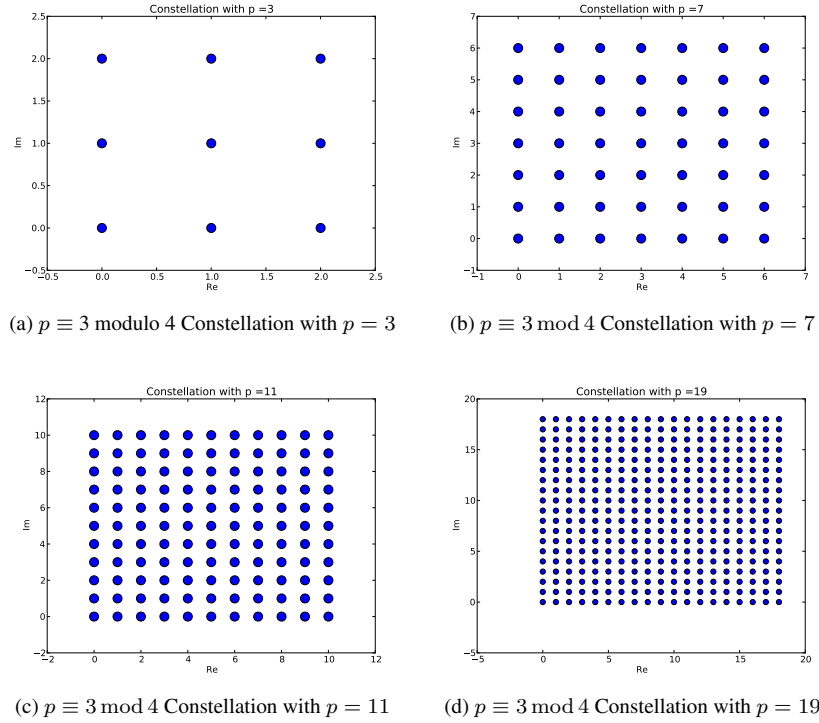 Constellation with p =3
2.5
2.0
1.5
1.0
0.5
0.0
−0.5
−0.5 0.0 0.5 1.0 1.5 2.0 2.5
Im
Re
(a) p ≡ 3 modulo 4 Constellation with p = 3
Constellation with p =7
7
6
5
4
3
2
1
0
−1
−1 0 1 2 3 4 5 6 7
Im
Re
(b) p ≡ 3 mod 4 Constellation with p = 7
Constellation with p =11
12
10
8
6
4
2
0
−2
−2 0 2 4 6 8 10 12
Im
Re
(c) p ≡ 3 mod 4 Constellation with p = 11
Constellation with p =19
20
15
10
5
0
−5
−5 0 5 10 15 20
Im
Re
(d) p ≡ 3 mod 4 Constellation with p = 19